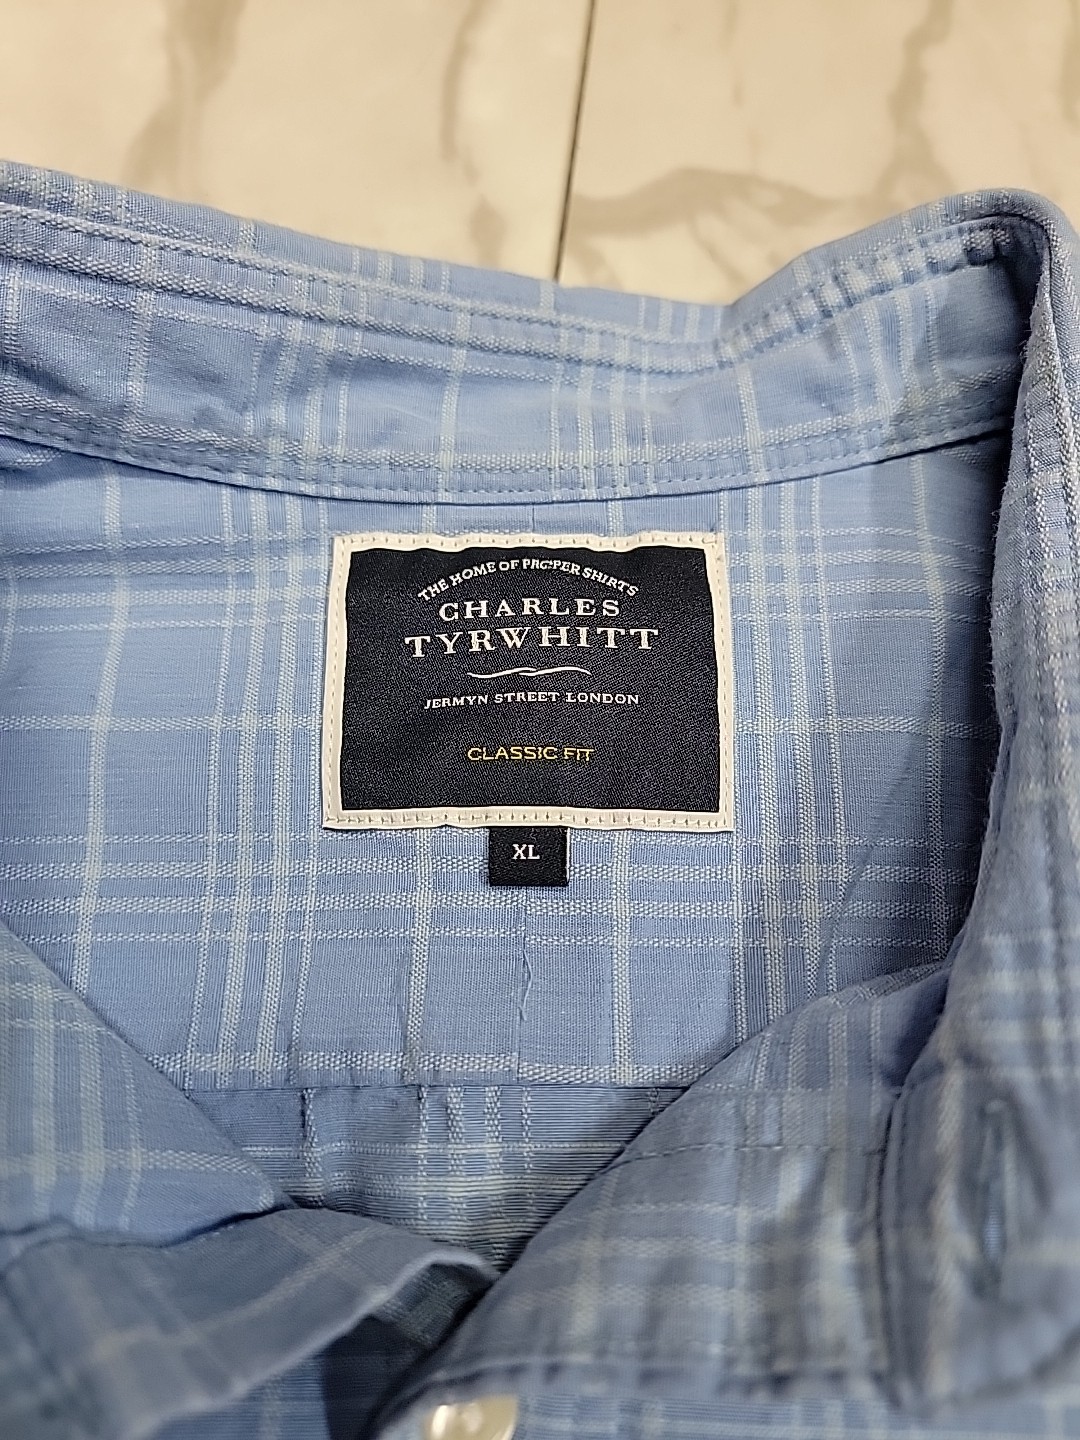 THE HOME OF PROPER SHIRTS
CHARLES
TYRWHITT
JERMYN STREET LONDON
CLASSIC FIT
XL